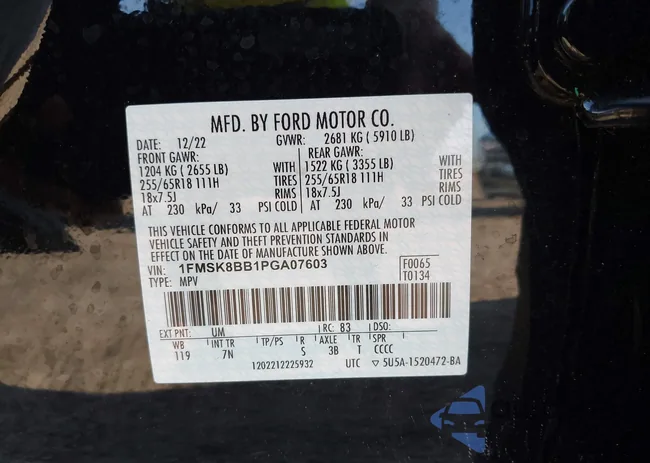 MFD. BY FORD MOTOR CO.
DATE: 12/22 GVWR: 2681 KG ( 5910 LB)
FRONT GAWR: REAR GAWR:
1204 KG ( 2655 LB) WITH 1522 KG ( 3355 LB) WITH
255/65R18 111H TIRES 255/65R18 111H TIRES
18x7.5J RIMS 18x7.5J RIMS
AT 230 kPa/ 33 PSI COLD AT 230 kPa/ 33 PSI COLD
THIS VEHICLE CONFORMS TO ALL APPLICABLE FEDERAL MOTOR
VEHICLE SAFETY AND THEFT PREVENTION STANDARDS IN
EFFECT ON THE DATE OF MANUFACTURE SHOWN ABOVE.
VIN: 1FMSK8BB1PGA07603 F0065
TYPE: MPV T0134
EXT PNT: UM RC: 83 DSO:
WB INT TR TP/PS R AXLE TR SPR
119 7N S 3B T CCCC
1202212225932 UTC ▽ 5U5A-1520472-BA